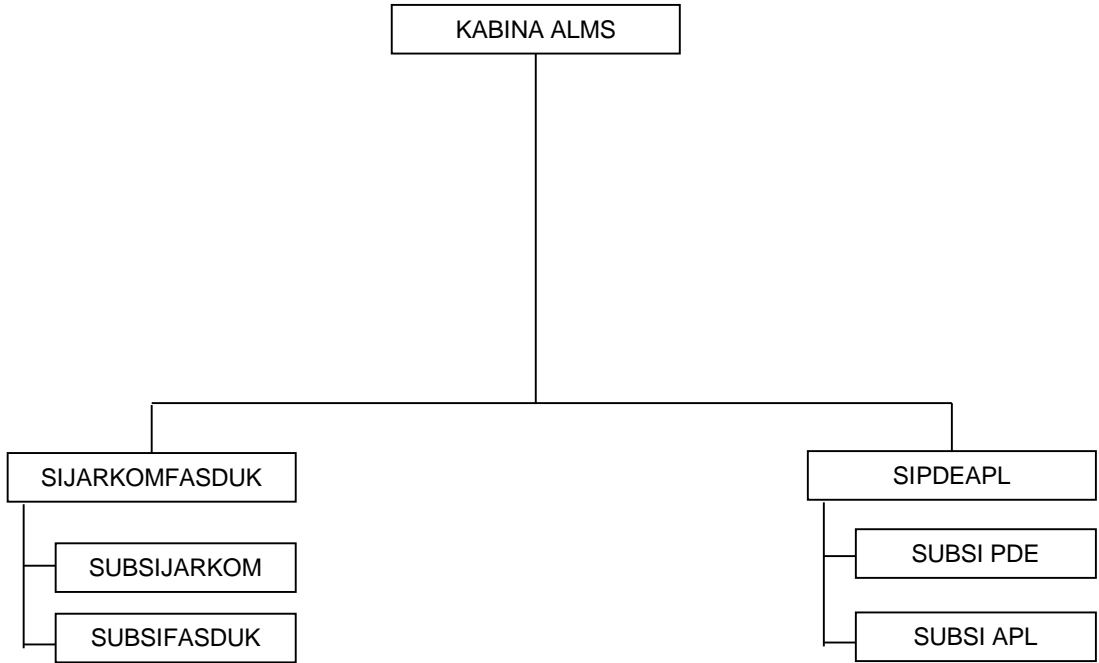 KABINA ALMS
SIJARKOMFASDUK
SIPDEAPL
SUBSIJARKOM
SUBSI PDE
SUBSIFASDUK
SUBSI APL